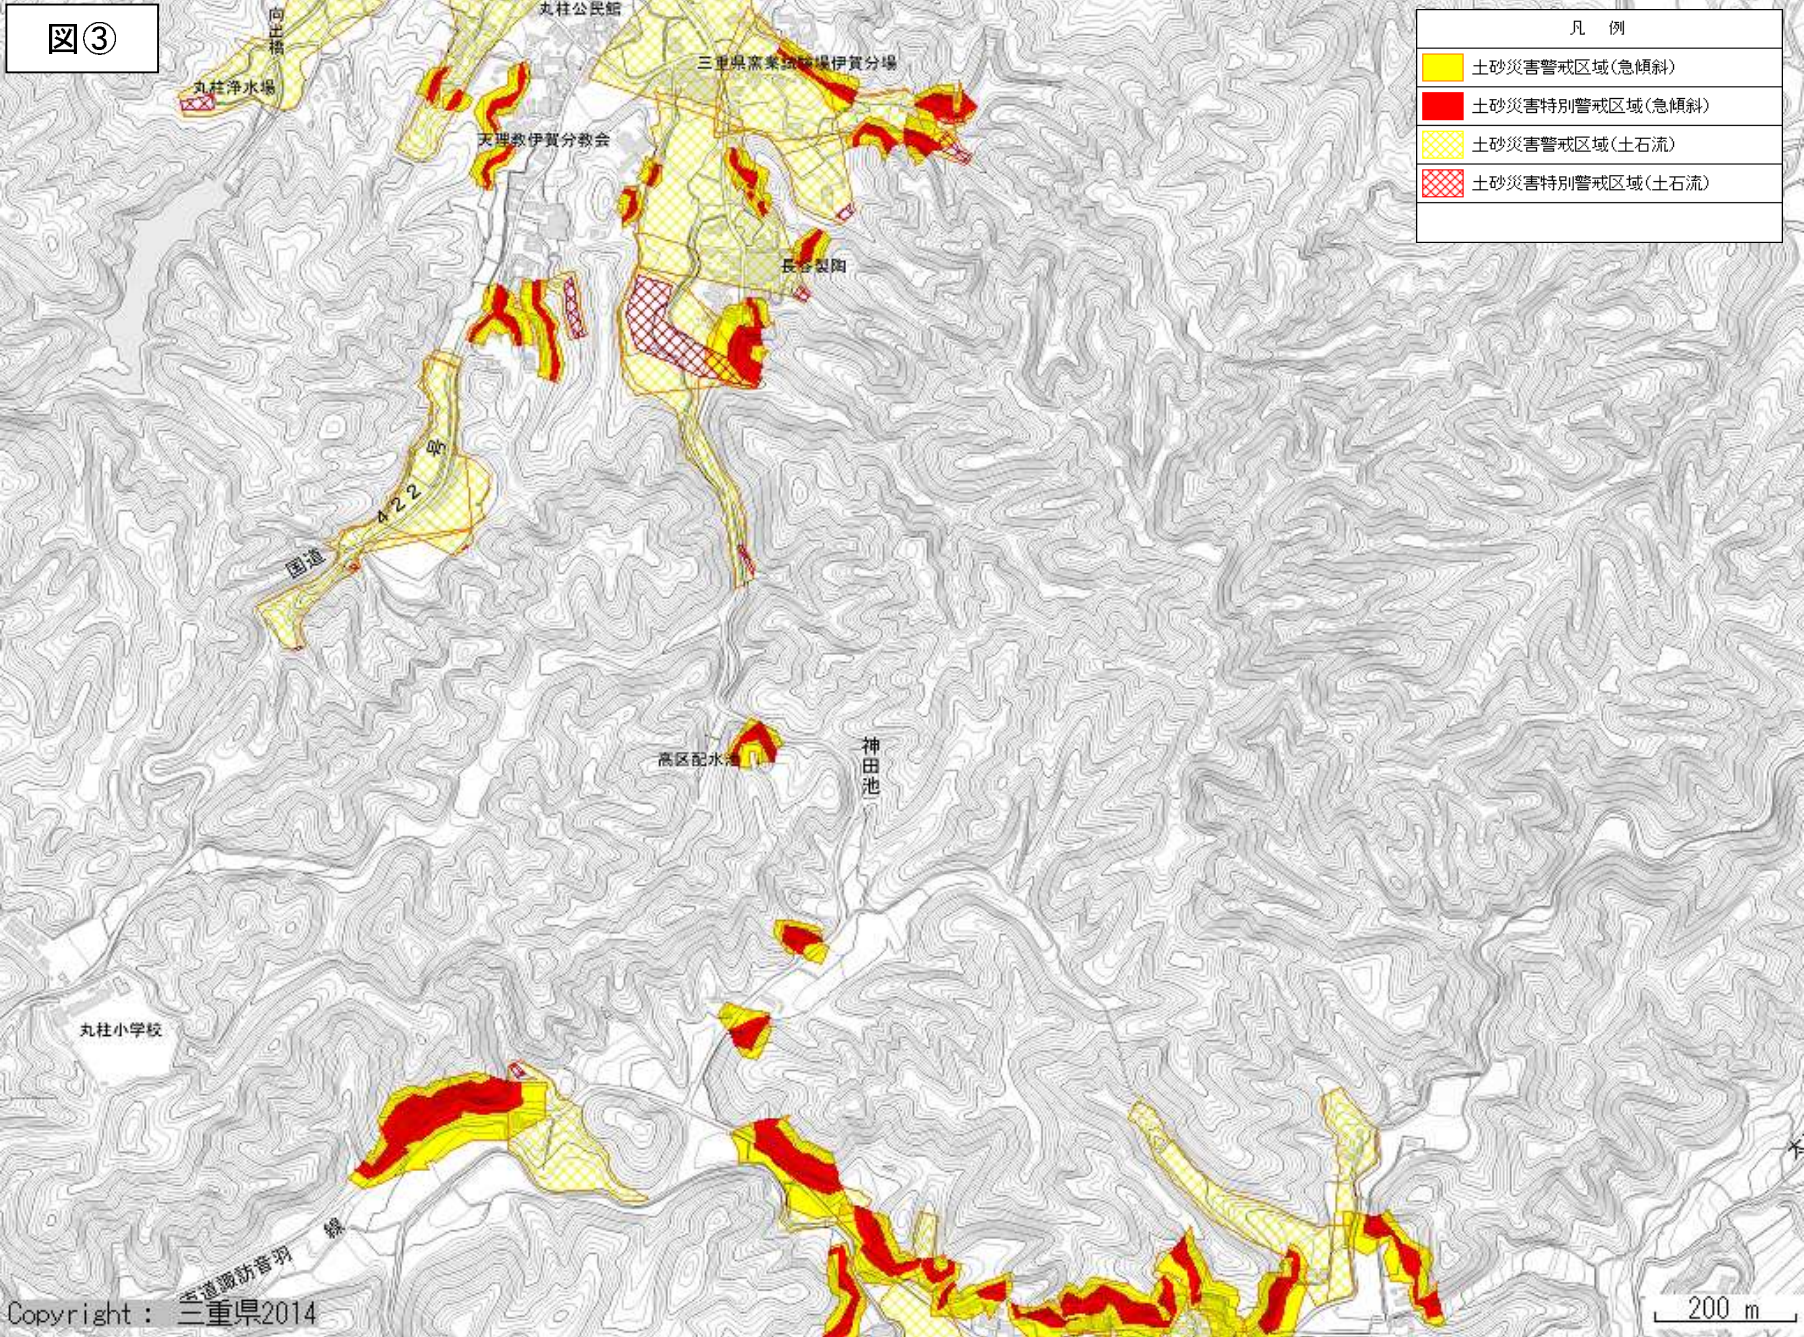 図③
凡 例
土砂災害警戒区域(急傾斜)
土砂災害特別警戒区域(急傾斜)
土砂災害警戒区域(土石流)
土砂災害特別警戒区域(土石流)
向出橋
丸柱公民館
丸柱浄水場
三重県窯業試験場伊賀分場
天理教伊賀分教会
長谷製陶
国道 422 号
高区配水池
神田池
丸柱小学校
市道諏訪音羽 線
Copyright : 三重県2014
200 m